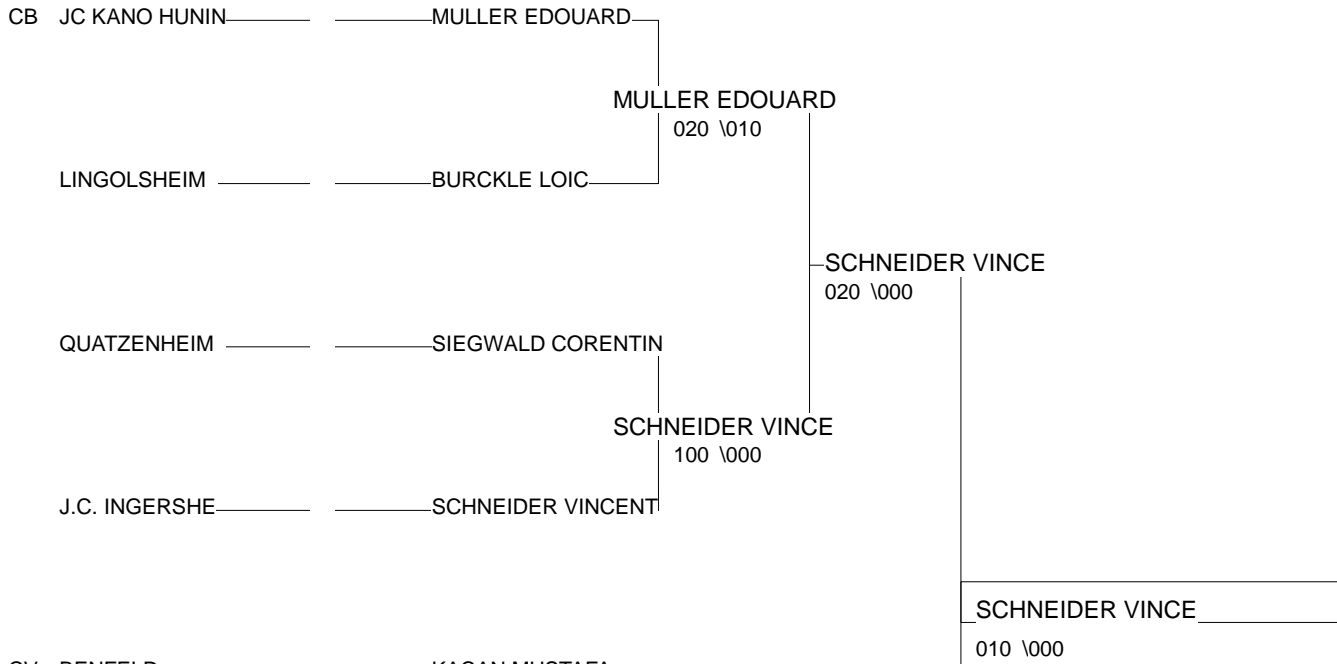 CB JC KANO HUNIN MULLER EDOUARD
MULLER EDOUARD
020 \010
LINGOLSHEIM BURCKLE LOIC
SCHNEIDER VINCE
020 \000
QUATZENHEIM SIEGWALD CORENTIN
SCHNEIDER VINCE
100 \000
J.C. INGERSHE SCHNEIDER VINCENT
SCHNEIDER VINCE
010 \000